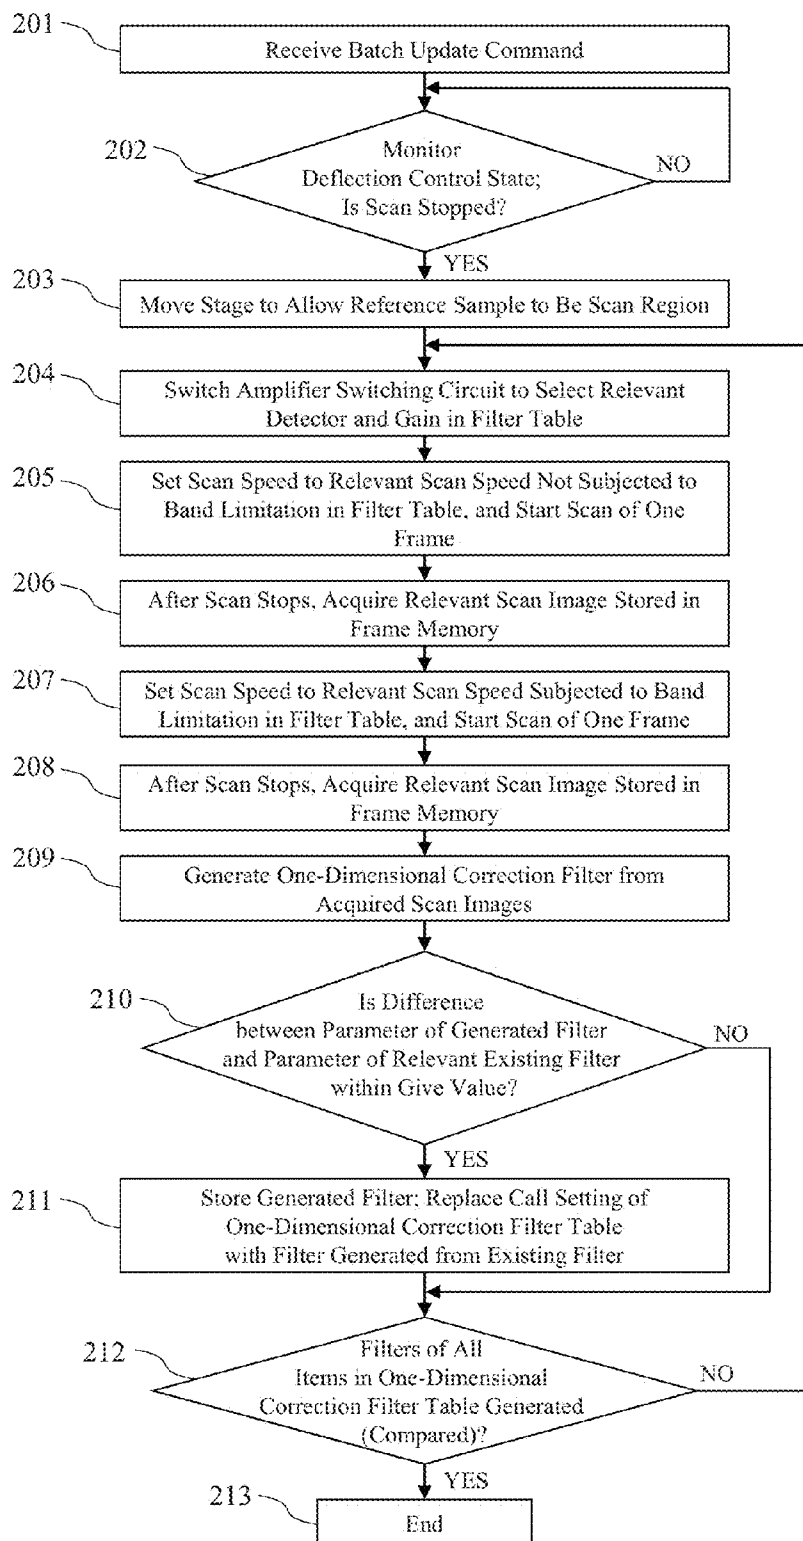 201
Receive Batch Update Command
202
Monitor
Deflection Control State;
Is Scan Stopped?
NO
YES
203
Move Stage to Allow Reference Sample to Be Scan Region
204
Switch Amplifier Switching Circuit to Select Relevant
Detector and Gain in Filter Table
205
Set Scan Speed to Relevant Scan Speed Not Subjected to
Band Limitation in Filter Table, and Start Scan of One
Frame
206
After Scan Stops, Acquire Relevant Scan Image Stored in
Frame Memory
207
Set Scan Speed to Relevant Scan Speed Subjected to Band
Limitation in Filter Table, and Start Scan of One Frame
208
After Scan Stops, Acquire Relevant Scan Image Stored in
Frame Memory
209
Generate One-Dimensional Correction Filter from
Acquired Scan Images
210
Is Difference
between Parameter of Generated Filter
and Parameter of Relevant Existing Filter
within Give Value?
NO
YES
211
Store Generated Filter; Replace Call Setting of
One-Dimensional Correction Filter Table
with Filter Generated from Existing Filter
212
Filters of All
Items in One-Dimensional
Correction Filter Table Generated
(Compared)?
NO
YES
213
End